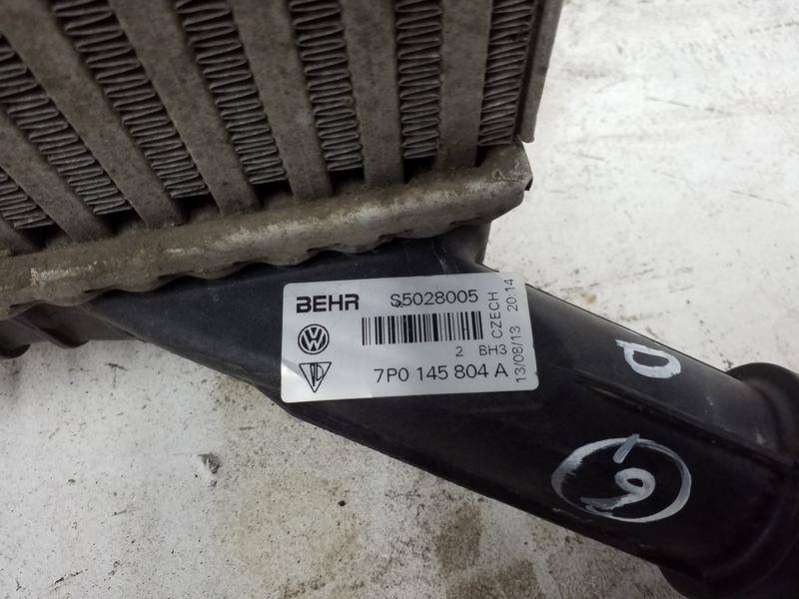 BEHR S5028005
2 BH3
CZECH
13/08/13 20:14
7P0 145 804 A
D